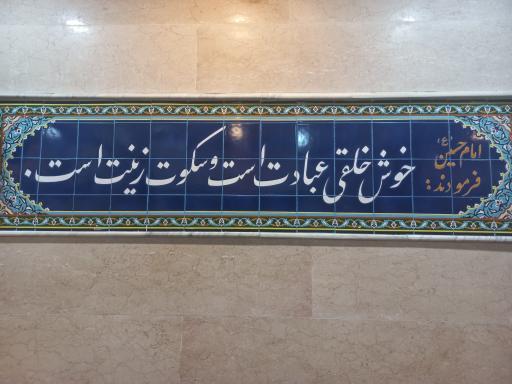 امام حسین (ع)
فرمودند:
خوش خلقی عبادت است و سکوت زینت است.